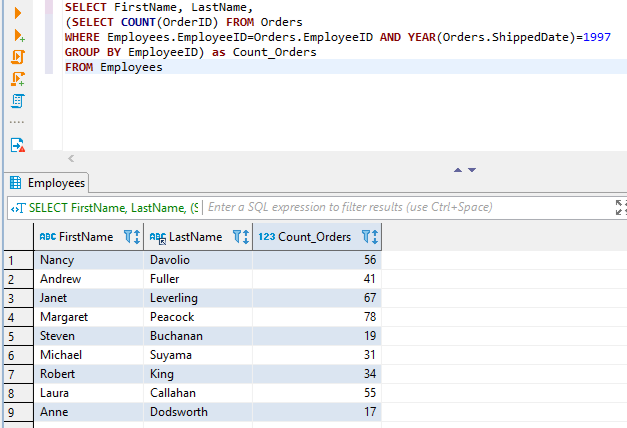 SELECT FirstName, LastName,
(SELECT COUNT(OrderID) FROM Orders
WHERE Employees.EmployeeID=Orders.EmployeeID AND YEAR(Orders.ShippedDate)=1997
GROUP BY EmployeeID) as Count_Orders
FROM Employees
Employees
SELECT FirstName, LastName, (S Enter a SQL expression to filter results (use Ctrl+Space)
ABC FirstName ABC LastName 123 Count_Orders
1 Nancy Davolio 56
2 Andrew Fuller 41
3 Janet Leverling 67
4 Margaret Peacock 78
5 Steven Buchanan 19
6 Michael Suyama 31
7 Robert King 34
8 Laura Callahan 55
9 Anne Dodsworth 17